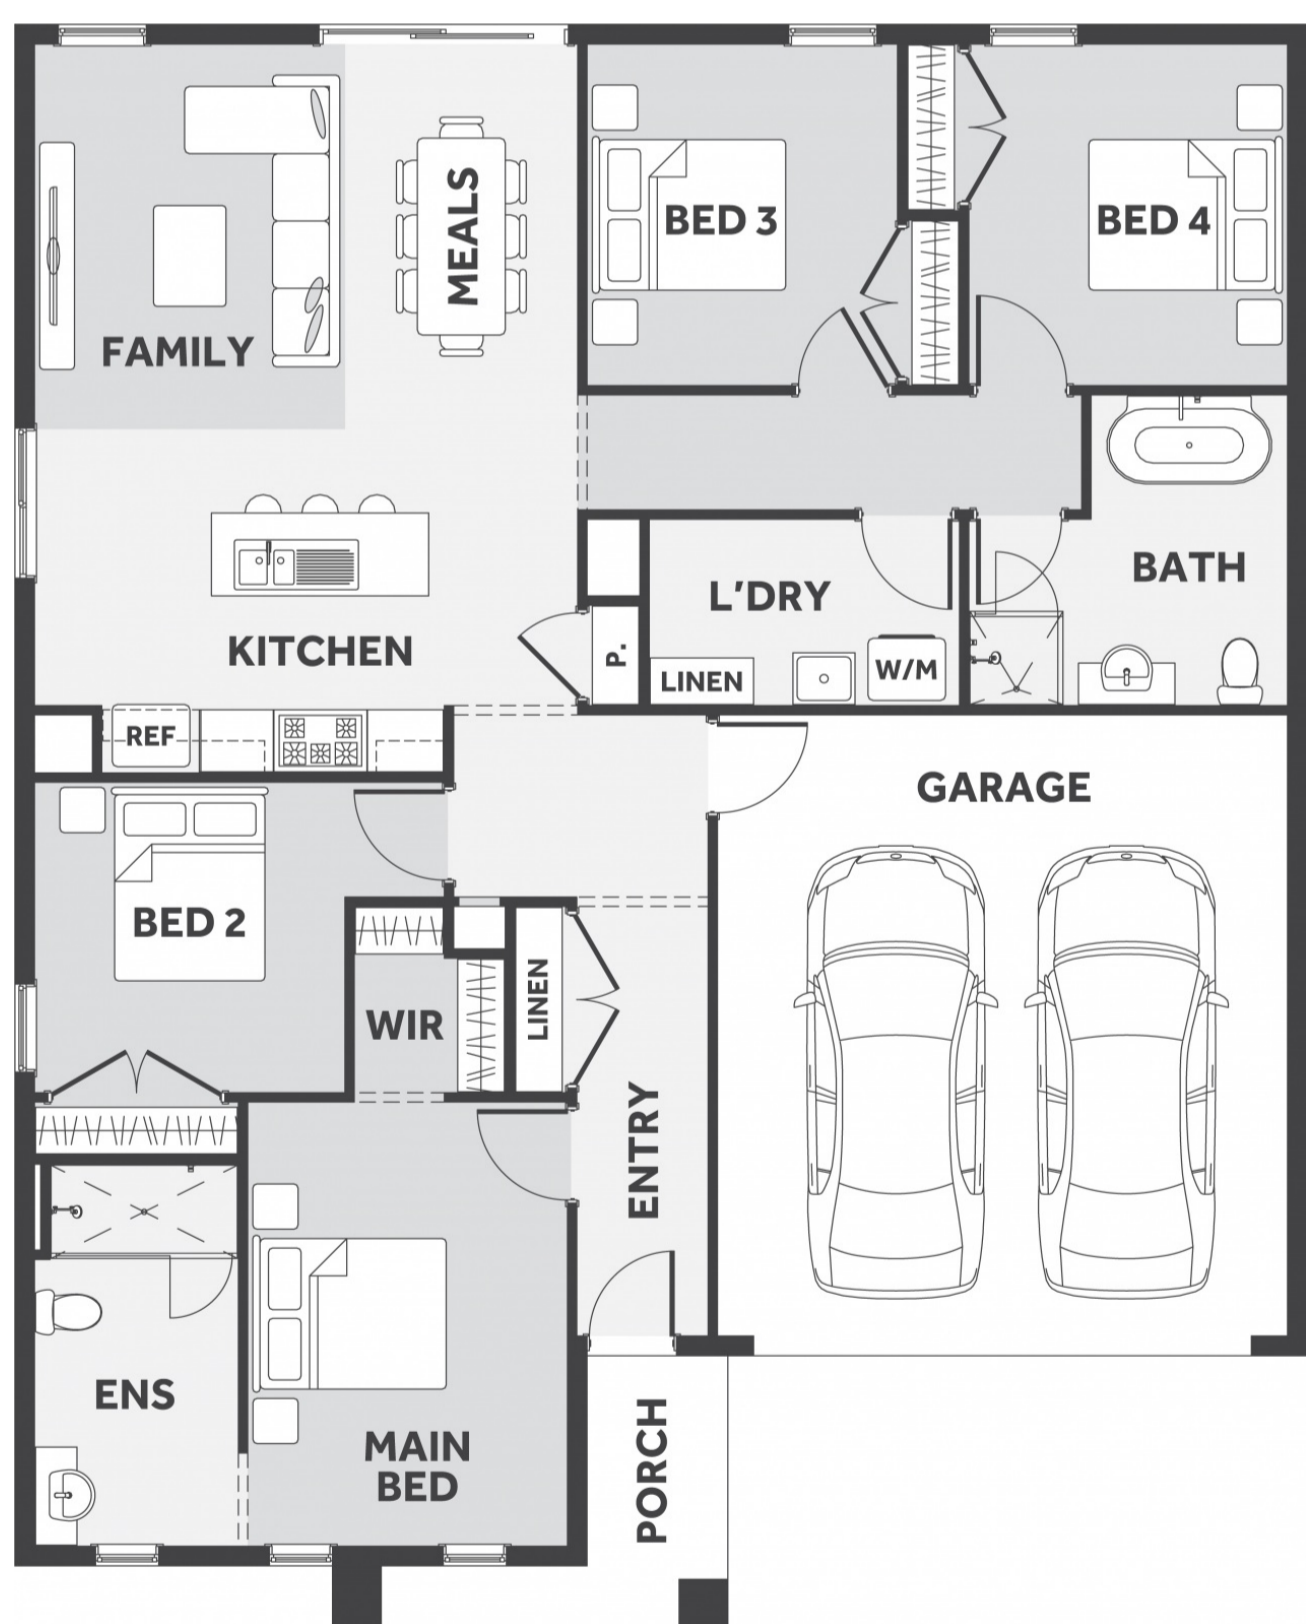 MEALS
BED 3
BED 4
FAMILY
BATH
L'DRY
KITCHEN
P.
LINEN
W/M
REF
GARAGE
BED 2
LINEN
WIR
ENTRY
ENS
MAIN
BED
PORCH